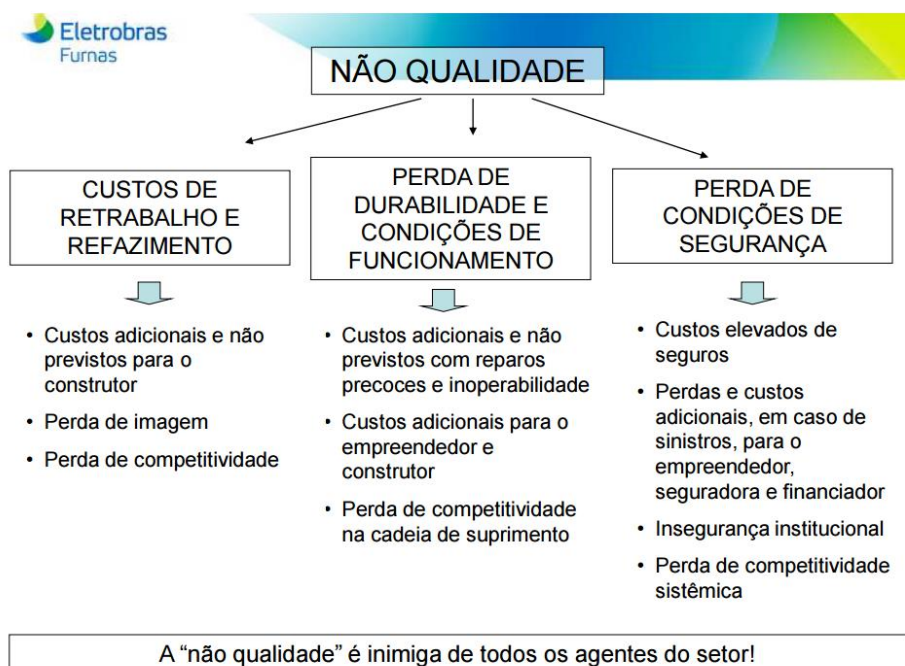 Eletrobras
Furnas
NÃO QUALIDADE
CUSTOS DE
RETRABALHO E
REFAZIMENTO
• Custos adicionais e não
previstos para o
construtor
• Perda de imagem
• Perda de competitividade
PERDA DE
DURABILIDADE E
CONDIÇÕES DE
FUNCIONAMENTO
• Custos adicionais e não
previstos com reparos
precoces e inoperabilidade
• Custos adicionais para o
empreendedor e
construtor
• Perda de competitividade
na cadeia de suprimento
PERDA DE
CONDIÇÕES DE
SEGURANÇA
• Custos elevados de
seguros
• Perdas e custos
adicionais, em caso de
sinistros, para o
empreendedor,
seguradora e financiador
• Insegurança institucional
• Perda de competitividade
sistêmica
A “não qualidade” é inimiga de todos os agentes do setor!